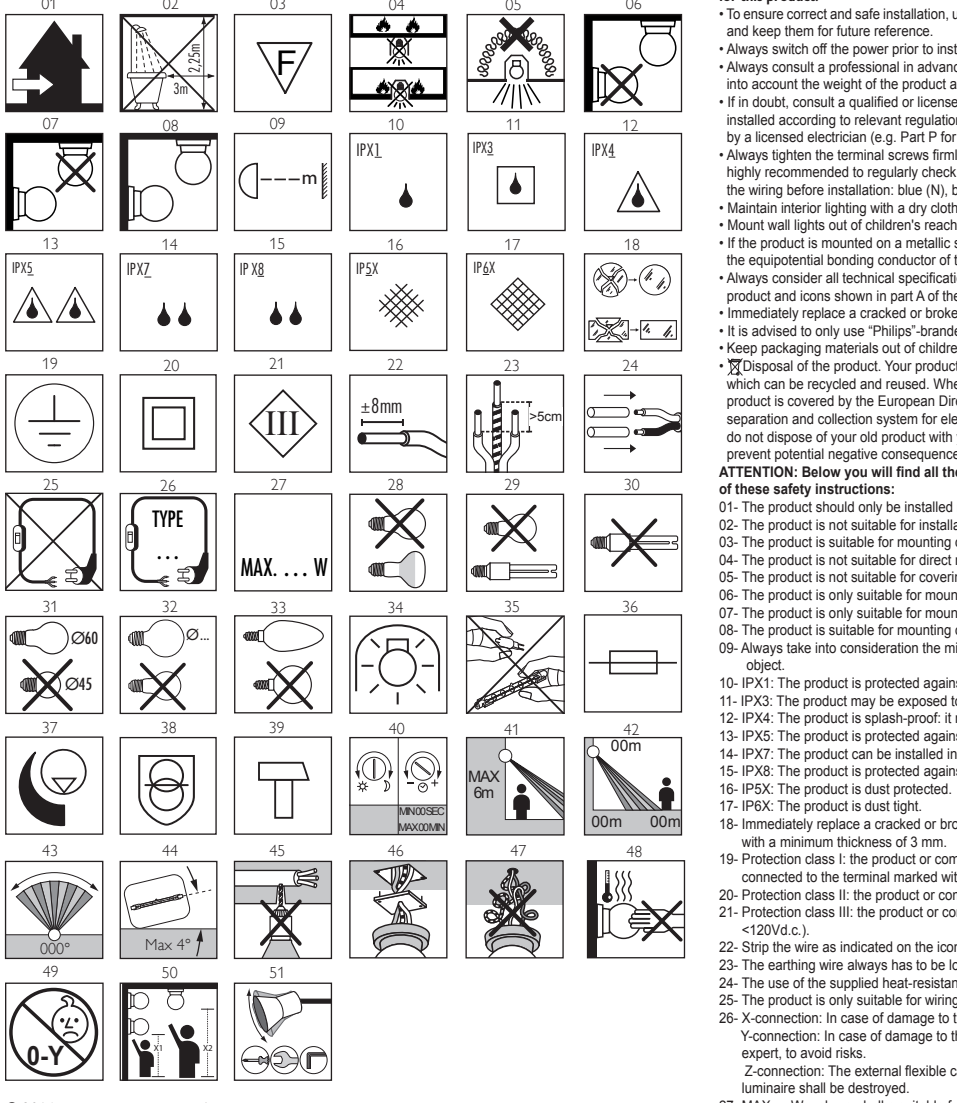 01 02 03 04 05 06
2,25m
3m
F
07 08 09 10 11 12
m
IPX1
IPX3
IPX4
13 14 15 16 17 18
IPX5
IPX7
IP X8
IP5X
IP6X
19 20 21 22 23 24
III
±8mm
>5cm
25 26 27 28 29 30
TYPE
...
MAX. ... . W
31 32 33 34 35 36
Ø60
Ø45
Ø...
37 38 39 40 41 42
- +
MIN00SEC
MAX00MIN
MAX
6m
00m
00m 00m
43 44 45 46 47 48
000°
Max 4°
49 50 51
0-Y
X1 X2
for this product.
• To ensure correct and safe installation, u
and keep them for future reference.
• Always switch off the power prior to inst
• Always consult a professional in advanc
into account the weight of the product a
• If in doubt, consult a qualified or license
installed according to relevant regulation
by a licensed electrician (e.g. Part P for
• Always tighten the terminal screws firml
highly recommended to regularly check
the wiring before installation: blue (N), b
• Maintain interior lighting with a dry cloth
• Mount wall lights out of children's reach
• If the product is mounted on a metallic s
the equipotential bonding conductor of t
• Always consider all technical specificati
product and icons shown in part A of the
• Immediately replace a cracked or broke
• It is advised to only use “Philips”-brande
• Keep packaging materials out of childre
• Disposal of the product. Your product
which can be recycled and reused. Whe
product is covered by the European Dire
separation and collection system for ele
do not dispose of your old product with
prevent potential negative consequence
ATTENTION: Below you will find all the
of these safety instructions:
01- The product should only be installed
02- The product is not suitable for installa
03- The product is suitable for mounting o
04- The product is not suitable for direct r
05- The product is not suitable for coverin
06- The product is only suitable for moun
07- The product is only suitable for moun
08- The product is suitable for mounting o
09- Always take into consideration the mi
object.
10- IPX1: The product is protected agains
11- IPX3: The product may be exposed to
12- IPX4: The product is splash-proof: it r
13- IPX5: The product is protected agains
14- IPX7: The product can be installed in
15- IPX8: The product is protected agains
16- IP5X: The product is dust protected.
17- IP6X: The product is dust tight.
18- Immediately replace a cracked or bro
with a minimum thickness of 3 mm.
19- Protection class I: the product or com
connected to the terminal marked wit
20- Protection class II: the product or con
21- Protection class III: the product or co
<120Vd.c.).
22- Strip the wire as indicated on the icon
23- The earthing wire always has to be lo
24- The use of the supplied heat-resistan
25- The product is only suitable for wiring
26- X-connection: In case of damage to t
Y-connection: In case of damage to th
expert, to avoid risks.
Z-connection: The external flexible c
luminaire shall be destroyed.